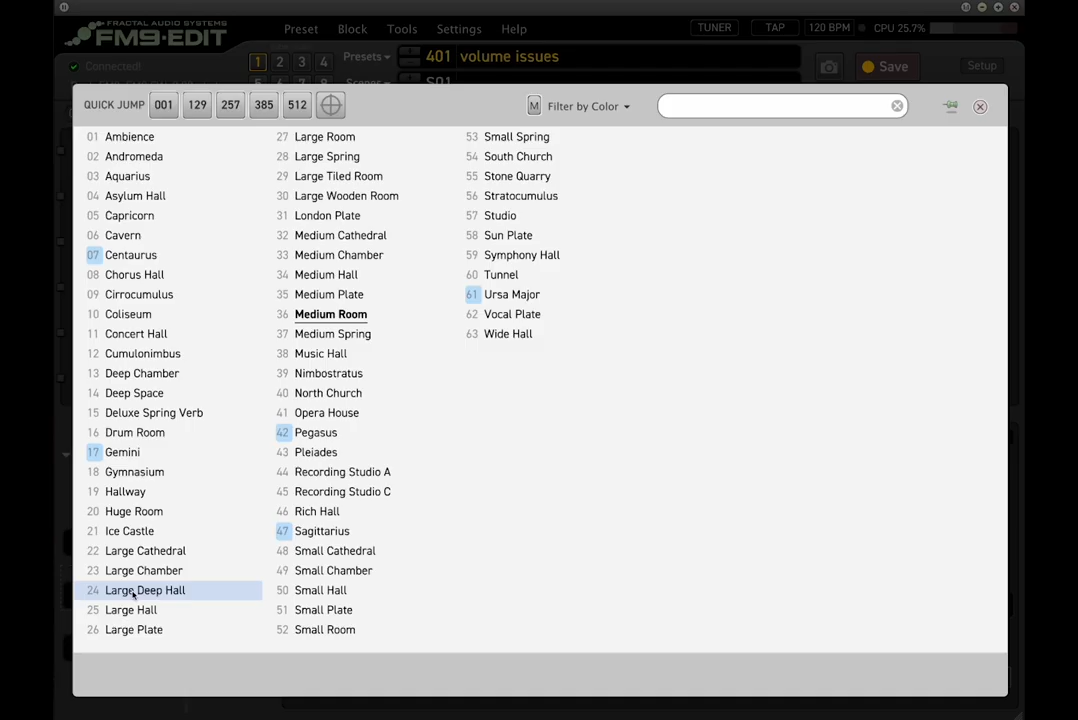 FRACTAL AUDIO SYSTEMS
FM9-EDIT
Preset Block Tools Settings Help
TUNER TAP 120 BPM CPU 25.7%
Connected!
1 2 3 4
Presets
401 volume issues
Save
Setup
Scenes
QUICK JUMP 001 129 257 385 512
M Filter by Color
01 Ambience
02 Andromeda
03 Aquarius
04 Asylum Hall
05 Capricorn
06 Cavern
07 Centaurus
08 Chorus Hall
09 Cirrocumulus
10 Coliseum
11 Concert Hall
12 Cumulonimbus
13 Deep Chamber
14 Deep Space
15 Deluxe Spring Verb
16 Drum Room
17 Gemini
18 Gymnasium
19 Hallway
20 Huge Room
21 Ice Castle
22 Large Cathedral
23 Large Chamber
24 Large Deep Hall
25 Large Hall
26 Large Plate
27 Large Room
28 Large Spring
29 Large Tiled Room
30 Large Wooden Room
31 London Plate
32 Medium Cathedral
33 Medium Chamber
34 Medium Hall
35 Medium Plate
36 Medium Room
37 Medium Spring
38 Music Hall
39 Nimbostratus
40 North Church
41 Opera House
42 Pegasus
43 Pleiades
44 Recording Studio A
45 Recording Studio C
46 Rich Hall
47 Sagittarius
48 Small Cathedral
49 Small Chamber
50 Small Hall
51 Small Plate
52 Small Room
53 Small Spring
54 South Church
55 Stone Quarry
56 Stratocumulus
57 Studio
58 Sun Plate
59 Symphony Hall
60 Tunnel
61 Ursa Major
62 Vocal Plate
63 Wide Hall